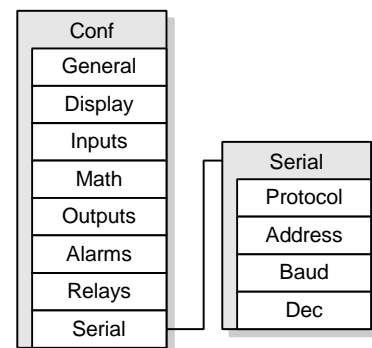 Conf
General
Display
Inputs
Math
Outputs
Alarms
Relays
Serial
Serial
Protocol
Address
Baud
Dec